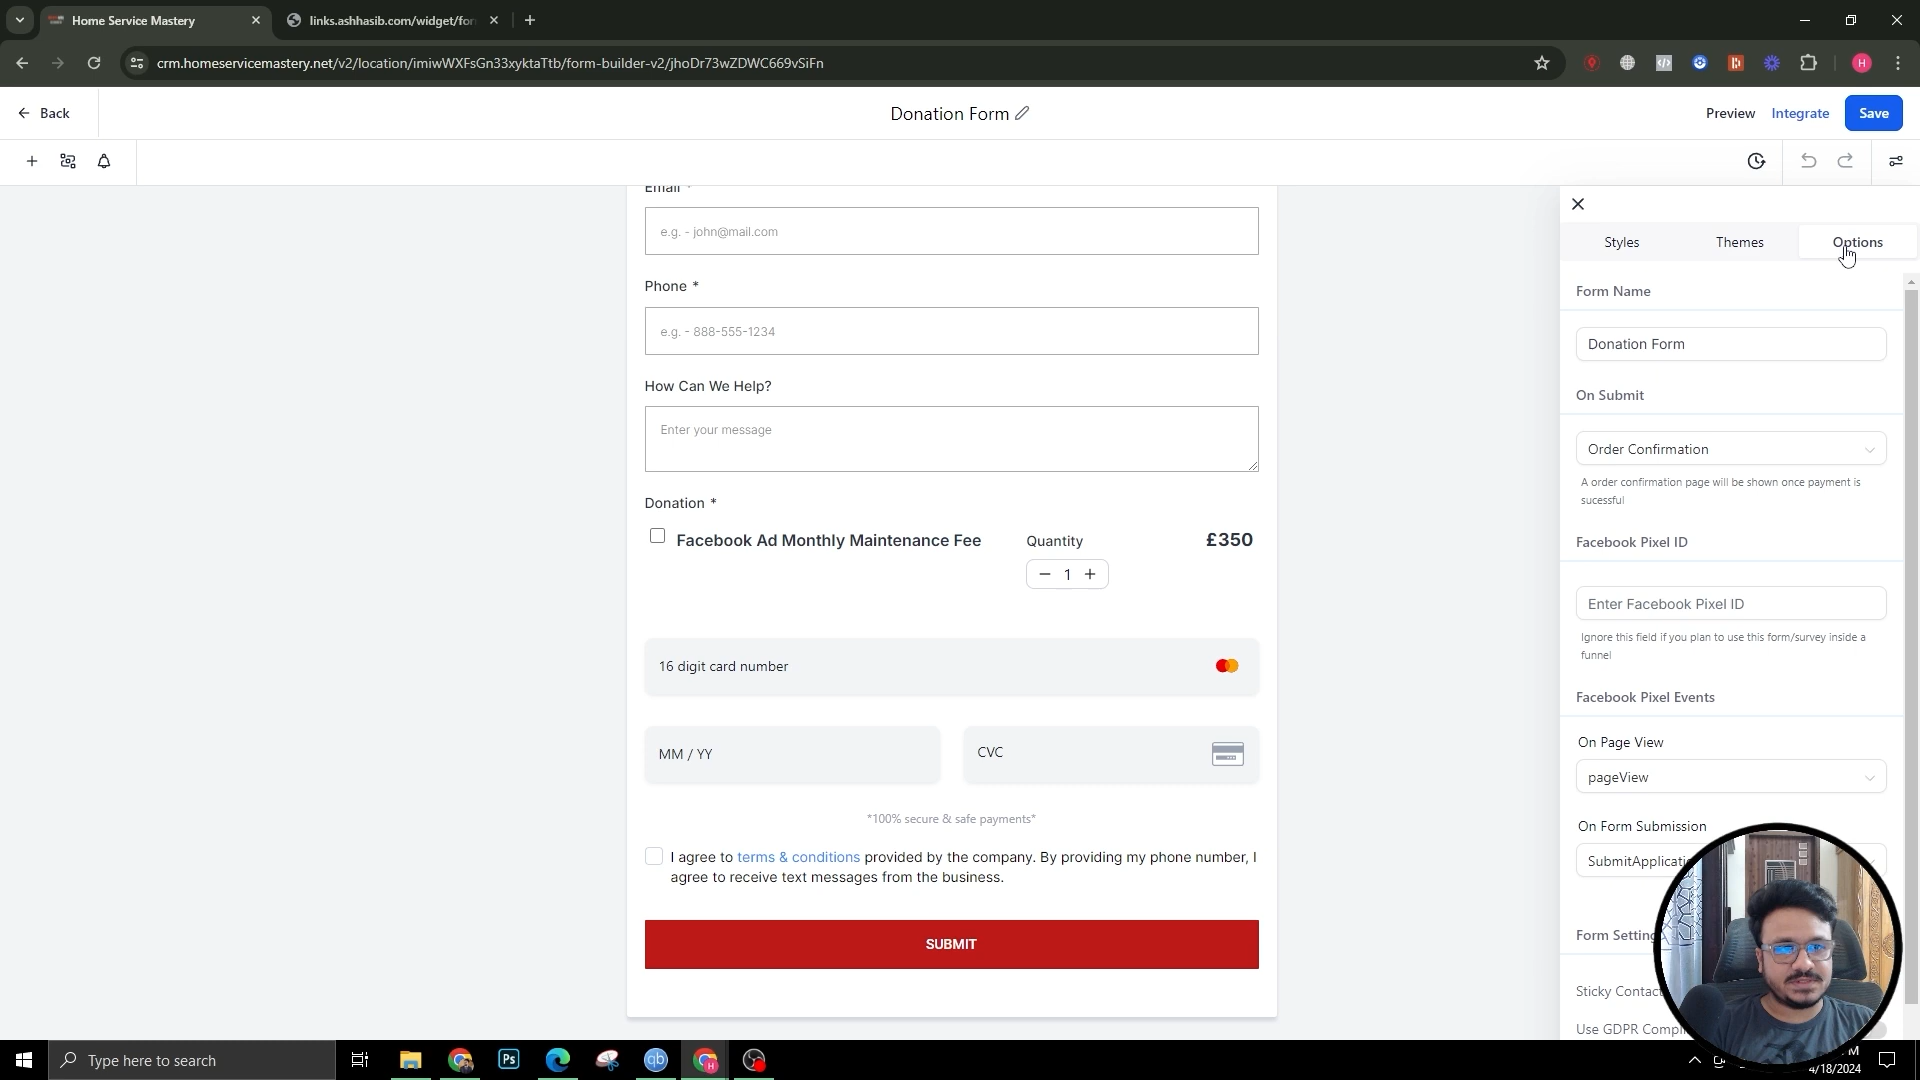 Home Service Mastery
links.ashhasib.com/widget/for
crm.homeservicemastery.net/v2/location/imiwWXFsGn33xyktaTtb/form-builder-v2/jhoDr73wZDWC669vSiFn
H
Back
Donation Form
Preview
Integrate
Save
Email *
e.g. - john@mail.com
Phone *
e.g. - 888-555-1234
How Can We Help?
Enter your message
Donation *
Facebook Ad Monthly Maintenance Fee
Quantity
£350
1
16 digit card number
MM / YY
CVC
*100% secure & safe payments*
I agree to terms & conditions provided by the company. By providing my phone number, I
agree to receive text messages from the business.
SUBMIT
Styles
Themes
Options
Form Name
Donation Form
On Submit
Order Confirmation
A order confirmation page will be shown once payment is
sucessful
Facebook Pixel ID
Enter Facebook Pixel ID
Ignore this field if you plan to use this form/survey inside a
funnel
Facebook Pixel Events
On Page View
pageView
On Form Submission
SubmitApplicatio
Form Setting
Sticky Contact
Use GDPR Compl
Type here to search
Ps
qb
H
M
4/18/2024